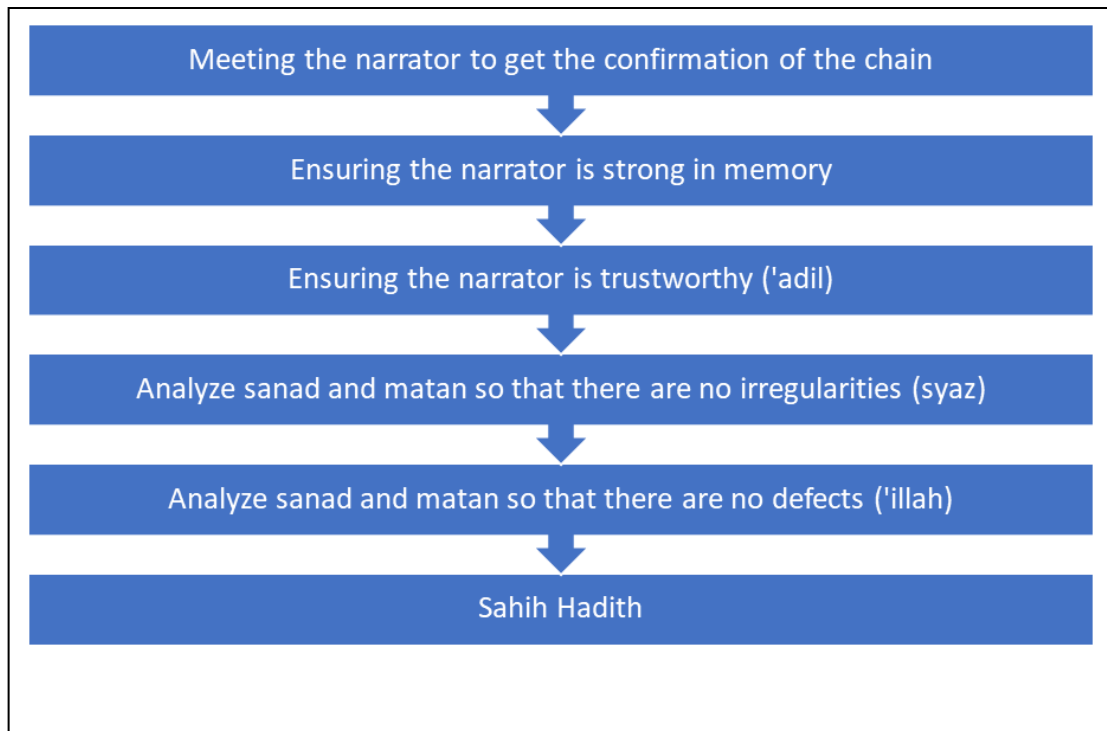 Meeting the narrator to get the confirmation of the chain
Ensuring the narrator is strong in memory
Ensuring the narrator is trustworthy ('adil)
Analyze sanad and matan so that there are no irregularities (syaz)
Analyze sanad and matan so that there are no defects ('illah)
Sahih Hadith